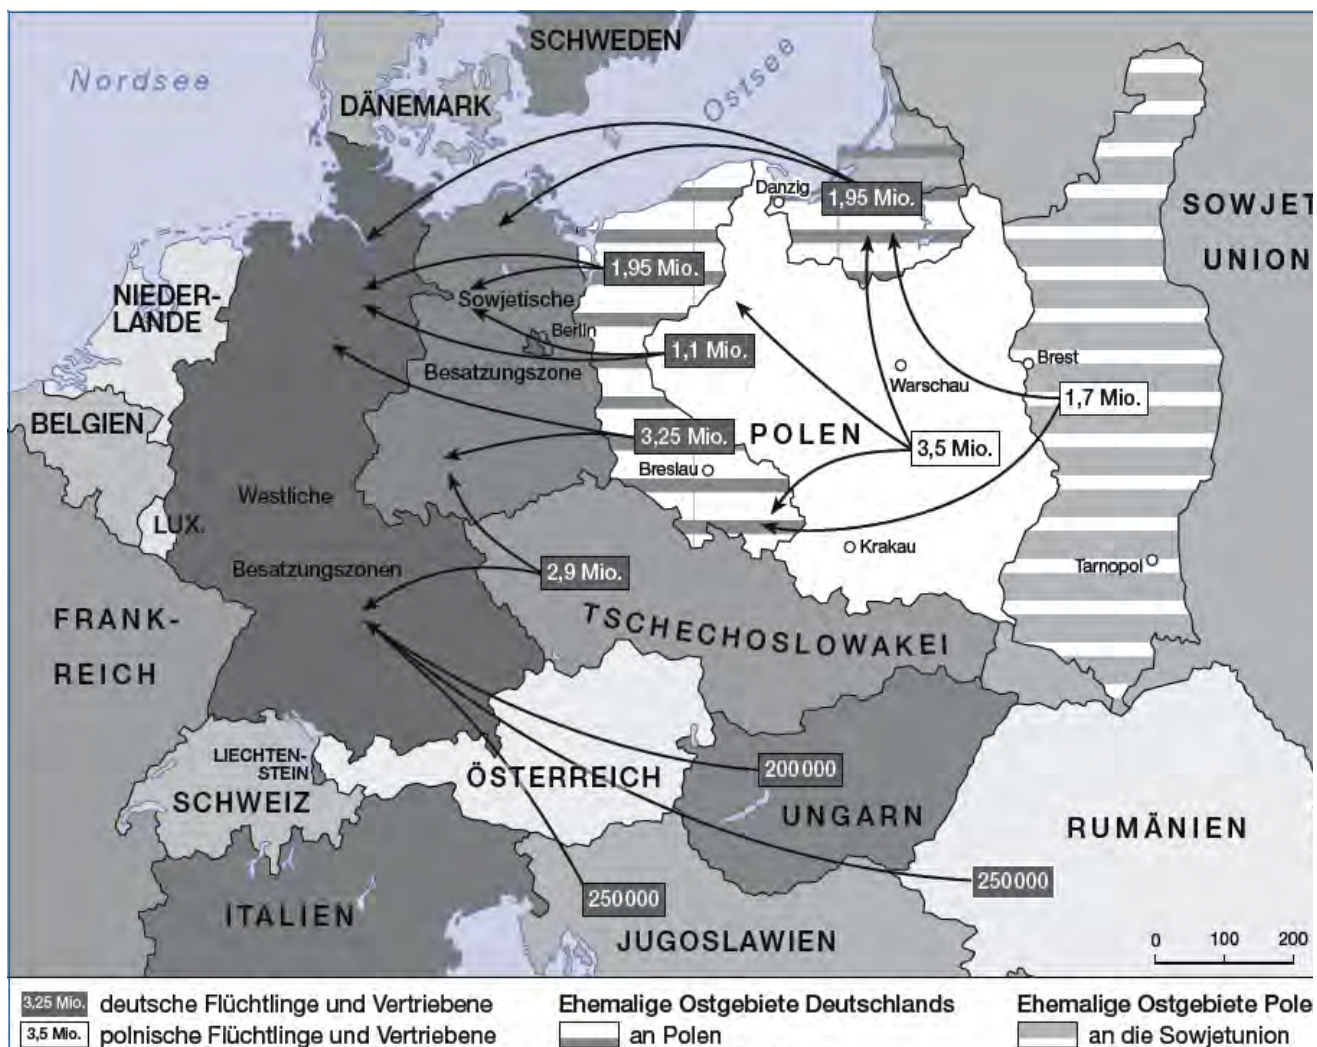 SCHWEDEN
Nordsee
Ostsee
DÄNEMARK
Danzig
1,95 Mio.
SOWJET
UNION
1,95 Mio.
NIEDER-
LANDE
Sowjetische
Berlin
1,1 Mio.
Brest
Besatzungszone
Warschau
1,7 Mio.
BELGIEN
3,25 Mio.
POLEN
3,5 Mio.
Breslau
Westliche
LUX.
Krakau
Tarnopol
Besatzungszonen
2,9 Mio.
FRANK-
REICH
TSCHECHOSLOWAKEI
LIECHTEN-
STEIN
SCHWEIZ
ÖSTERREICH
200000
UNGARN
RUMÄNIEN
250000
250000
ITALIEN
JUGOSLAWIEN
0 100 200
3,25 Mio. deutsche Flüchtlinge und Vertriebene
3,5 Mio. polnische Flüchtlinge und Vertriebene
Ehemalige Ostgebiete Deutschlands
an Polen
Ehemalige Ostgebiete Pole
an die Sowjetunion